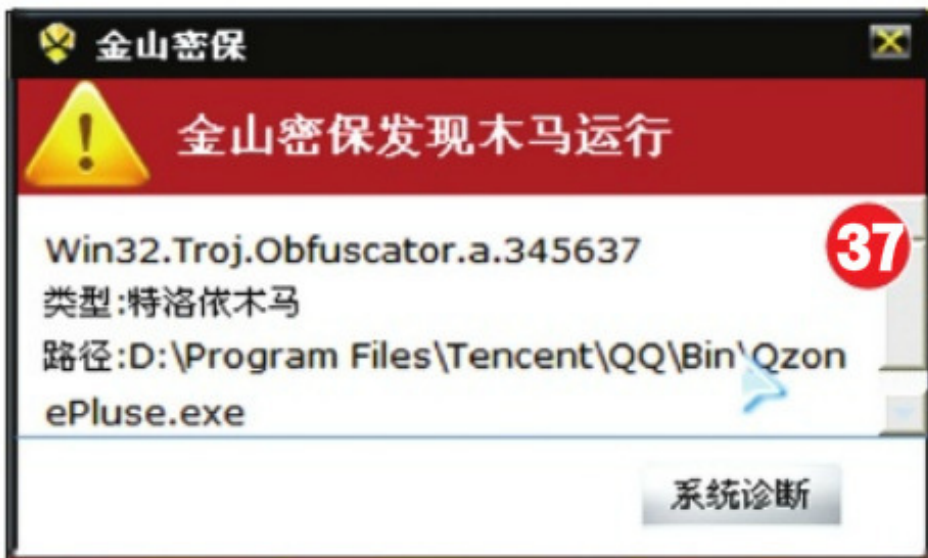 金山密保
金山密保发现木马运行
37
Win32.Troj.Obfuscator.a.345637
类型:特洛依木马
路径:D:\Program Files\Tencent\QQ\Bin\Qzon
ePluse.exe
系统诊断